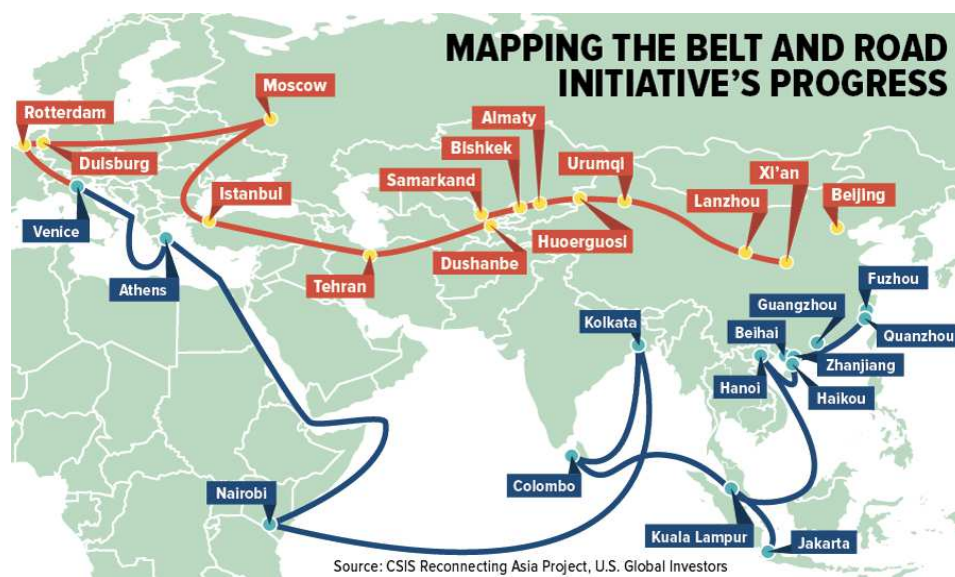 MAPPING THE BELT AND ROAD
INITIATIVE'S PROGRESS
Moscow
Rotterdam
Duisburg
Almaty
Bishkek
Urumqi
Xi'an
Samarkand
Istanbul
Lanzhou
Beijing
Venice
Huoerguosi
Dushanbe
Athens
Tehran
Fuzhou
Guangzhou
Kolkata
Beihai
Quanzhou
Zhanjiang
Hanoi
Haikou
Colombo
Nairobi
Kuala Lampur
Jakarta
Source: CSIS Reconnecting Asia Project, U.S. Global Investors